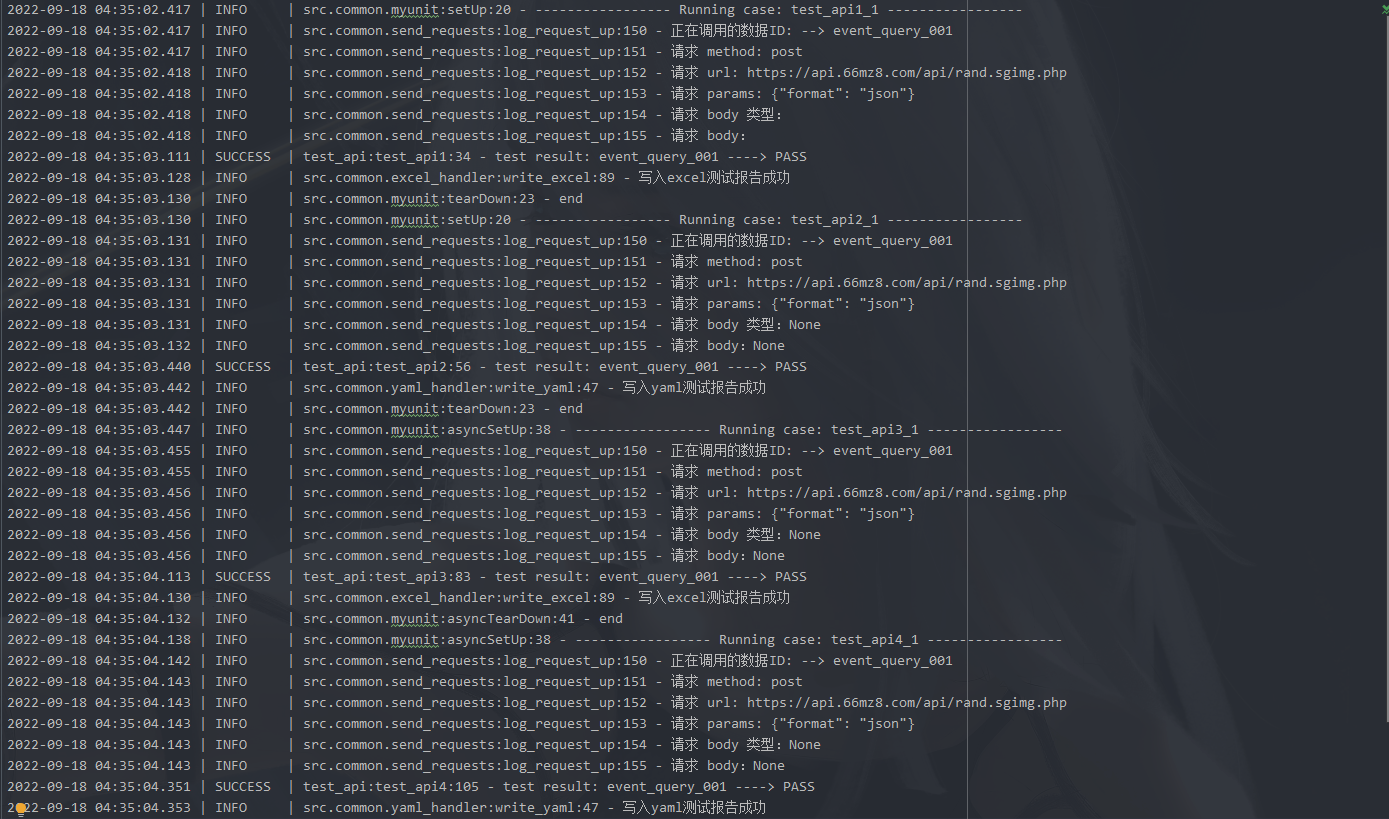 2022-09-18 04:35:02.417 | INFO     | src.common.myunit:setUp:20 - ----------------- Running case: test_api1_1 -----------------
2022-09-18 04:35:02.417 | INFO     | src.common.send_requests:log_request_up:150 - 正在调用的数据ID: --> event_query_001
2022-09-18 04:35:02.417 | INFO     | src.common.send_requests:log_request_up:151 - 请求 method: post
2022-09-18 04:35:02.418 | INFO     | src.common.send_requests:log_request_up:152 - 请求 url: https://api.66mz8.com/api/rand.sgimg.php
2022-09-18 04:35:02.418 | INFO     | src.common.send_requests:log_request_up:153 - 请求 params: {"format": "json"}
2022-09-18 04:35:02.418 | INFO     | src.common.send_requests:log_request_up:154 - 请求 body 类型：
2022-09-18 04:35:02.418 | INFO     | src.common.send_requests:log_request_up:155 - 请求 body：
2022-09-18 04:35:03.111 | SUCCESS  | test_api:test_api1:34 - test result: event_query_001 ----> PASS
2022-09-18 04:35:03.128 | INFO     | src.common.excel_handler:write_excel:89 - 写入excel测试报告成功
2022-09-18 04:35:03.130 | INFO     | src.common.myunit:tearDown:23 - end
2022-09-18 04:35:03.130 | INFO     | src.common.myunit:setUp:20 - ----------------- Running case: test_api2_1 -----------------
2022-09-18 04:35:03.131 | INFO     | src.common.send_requests:log_request_up:150 - 正在调用的数据ID: --> event_query_001
2022-09-18 04:35:03.131 | INFO     | src.common.send_requests:log_request_up:151 - 请求 method: post
2022-09-18 04:35:03.131 | INFO     | src.common.send_requests:log_request_up:152 - 请求 url: https://api.66mz8.com/api/rand.sgimg.php
2022-09-18 04:35:03.131 | INFO     | src.common.send_requests:log_request_up:153 - 请求 params: {"format": "json"}
2022-09-18 04:35:03.131 | INFO     | src.common.send_requests:log_request_up:154 - 请求 body 类型：None
2022-09-18 04:35:03.132 | INFO     | src.common.send_requests:log_request_up:155 - 请求 body：None
2022-09-18 04:35:03.440 | SUCCESS  | test_api:test_api2:56 - test result: event_query_001 ----> PASS
2022-09-18 04:35:03.442 | INFO     | src.common.yaml_handler:write_yaml:47 - 写入yaml测试报告成功
2022-09-18 04:35:03.442 | INFO     | src.common.myunit:tearDown:23 - end
2022-09-18 04:35:03.447 | INFO     | src.common.myunit:asyncSetUp:38 - ----------------- Running case: test_api3_1 -----------------
2022-09-18 04:35:03.455 | INFO     | src.common.send_requests:log_request_up:150 - 正在调用的数据ID: --> event_query_001
2022-09-18 04:35:03.455 | INFO     | src.common.send_requests:log_request_up:151 - 请求 method: post
2022-09-18 04:35:03.456 | INFO     | src.common.send_requests:log_request_up:152 - 请求 url: https://api.66mz8.com/api/rand.sgimg.php
2022-09-18 04:35:03.456 | INFO     | src.common.send_requests:log_request_up:153 - 请求 params: {"format": "json"}
2022-09-18 04:35:03.456 | INFO     | src.common.send_requests:log_request_up:154 - 请求 body 类型：None
2022-09-18 04:35:03.456 | INFO     | src.common.send_requests:log_request_up:155 - 请求 body：None
2022-09-18 04:35:04.113 | SUCCESS  | test_api:test_api3:83 - test result: event_query_001 ----> PASS
2022-09-18 04:35:04.130 | INFO     | src.common.excel_handler:write_excel:89 - 写入excel测试报告成功
2022-09-18 04:35:04.132 | INFO     | src.common.myunit:asyncTearDown:41 - end
2022-09-18 04:35:04.138 | INFO     | src.common.myunit:asyncSetUp:38 - ----------------- Running case: test_api4_1 -----------------
2022-09-18 04:35:04.142 | INFO     | src.common.send_requests:log_request_up:150 - 正在调用的数据ID: --> event_query_001
2022-09-18 04:35:04.143 | INFO     | src.common.send_requests:log_request_up:151 - 请求 method: post
2022-09-18 04:35:04.143 | INFO     | src.common.send_requests:log_request_up:152 - 请求 url: https://api.66mz8.com/api/rand.sgimg.php
2022-09-18 04:35:04.143 | INFO     | src.common.send_requests:log_request_up:153 - 请求 params: {"format": "json"}
2022-09-18 04:35:04.143 | INFO     | src.common.send_requests:log_request_up:154 - 请求 body 类型：None
2022-09-18 04:35:04.143 | INFO     | src.common.send_requests:log_request_up:155 - 请求 body：None
2022-09-18 04:35:04.351 | SUCCESS  | test_api:test_api4:105 - test result: event_query_001 ----> PASS
2022-09-18 04:35:04.353 | INFO     | src.common.yaml_handler:write_yaml:47 - 写入yaml测试报告成功